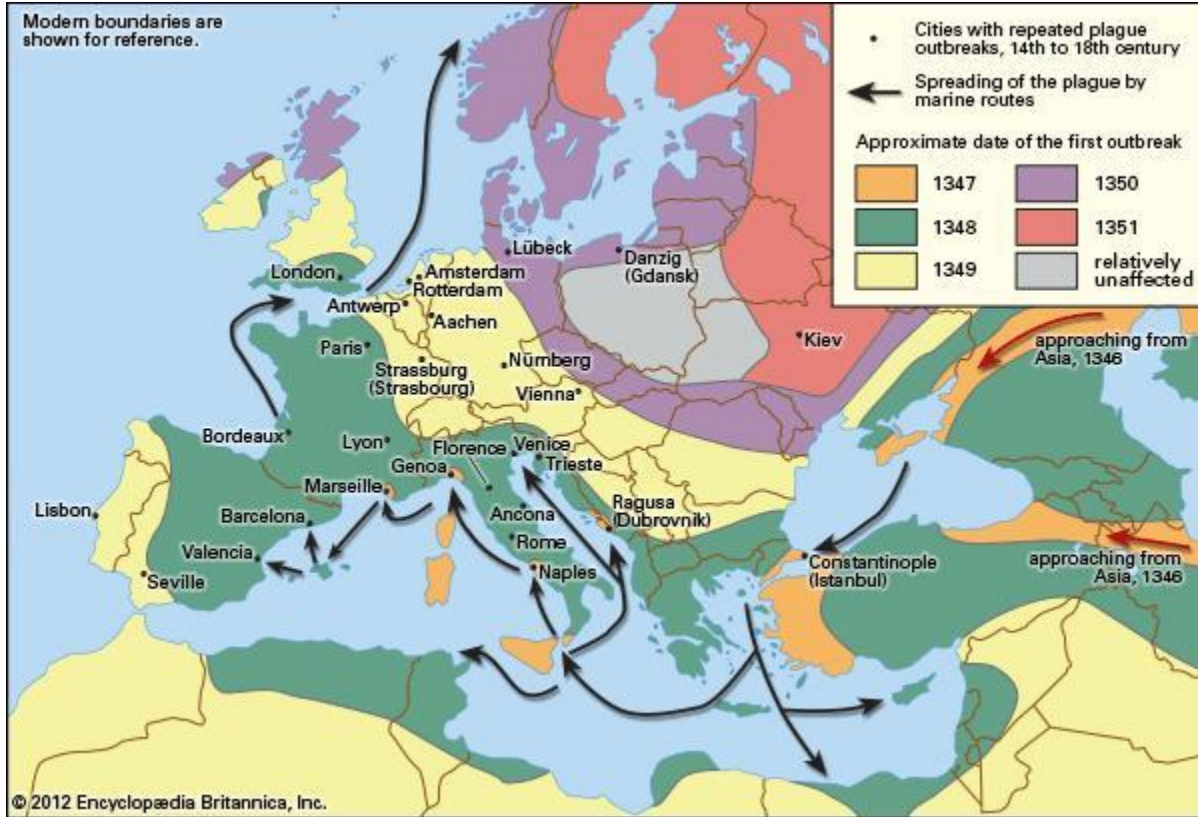 Modern boundaries are
shown for reference.
Cities with repeated plague
outbreaks, 14th to 18th century
Spreading of the plague by
marine routes
Approximate date of the first outbreak
1347
1350
1348
1351
1349
relatively
unaffected
Lübeck
Danzig
(Gdansk)
London
Amsterdam
Rotterdam
Antwerp
Aachen
Kiev
approaching from
Asia, 1346
Paris
Nürnberg
Strassburg
(Strasbourg)
Vienna
Bordeaux
Lyon
Florence
Venice
Trieste
Genoa
Marseille
Lisbon
Barcelona
Ancona
Ragusa
(Dubrovnik)
Rome
Valencia
Naples
Seville
Constantinople
(Istanbul)
approaching from
Asia, 1346
© 2012 Encyclopædia Britannica, Inc.